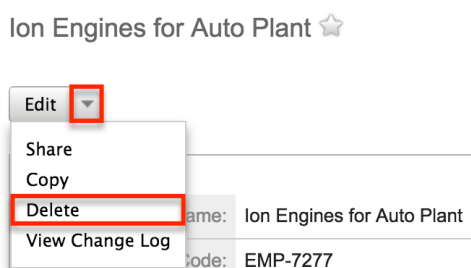 Ion Engines for Auto Plant
Edit
Share
Copy
Delete
ame: Ion Engines for Auto Plant
View Change Log
Code: EMP-7277